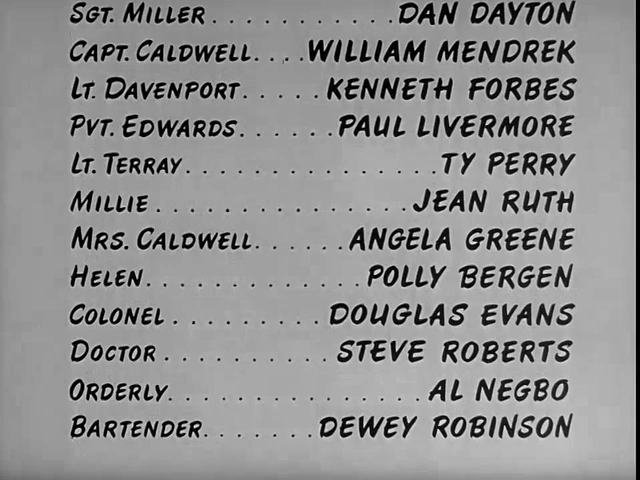 SGT. MILLER . . . . . . . . . . . DAN DAYTON
CAPT. CALDWELL . . . . WILLIAM MENDREK
LT. DAVENPORT . . . . . KENNETH FORBES
PVT. EDWARDS . . . . . . PAUL LIVERMORE
LT. TERRAY . . . . . . . . . . . . . . . TY PERRY
MILLIE . . . . . . . . . . . . . . . JEAN RUTH
MRS. CALDWELL . . . . . . ANGELA GREENE
HELEN . . . . . . . . . . . . . POLLY BERGEN
COLONEL . . . . . . . . . DOUGLAS EVANS
DOCTOR . . . . . . . . . . STEVE ROBERTS
ORDERLY . . . . . . . . . . . . . . . AL NEGBO
BARTENDER . . . . . . . DEWEY ROBINSON